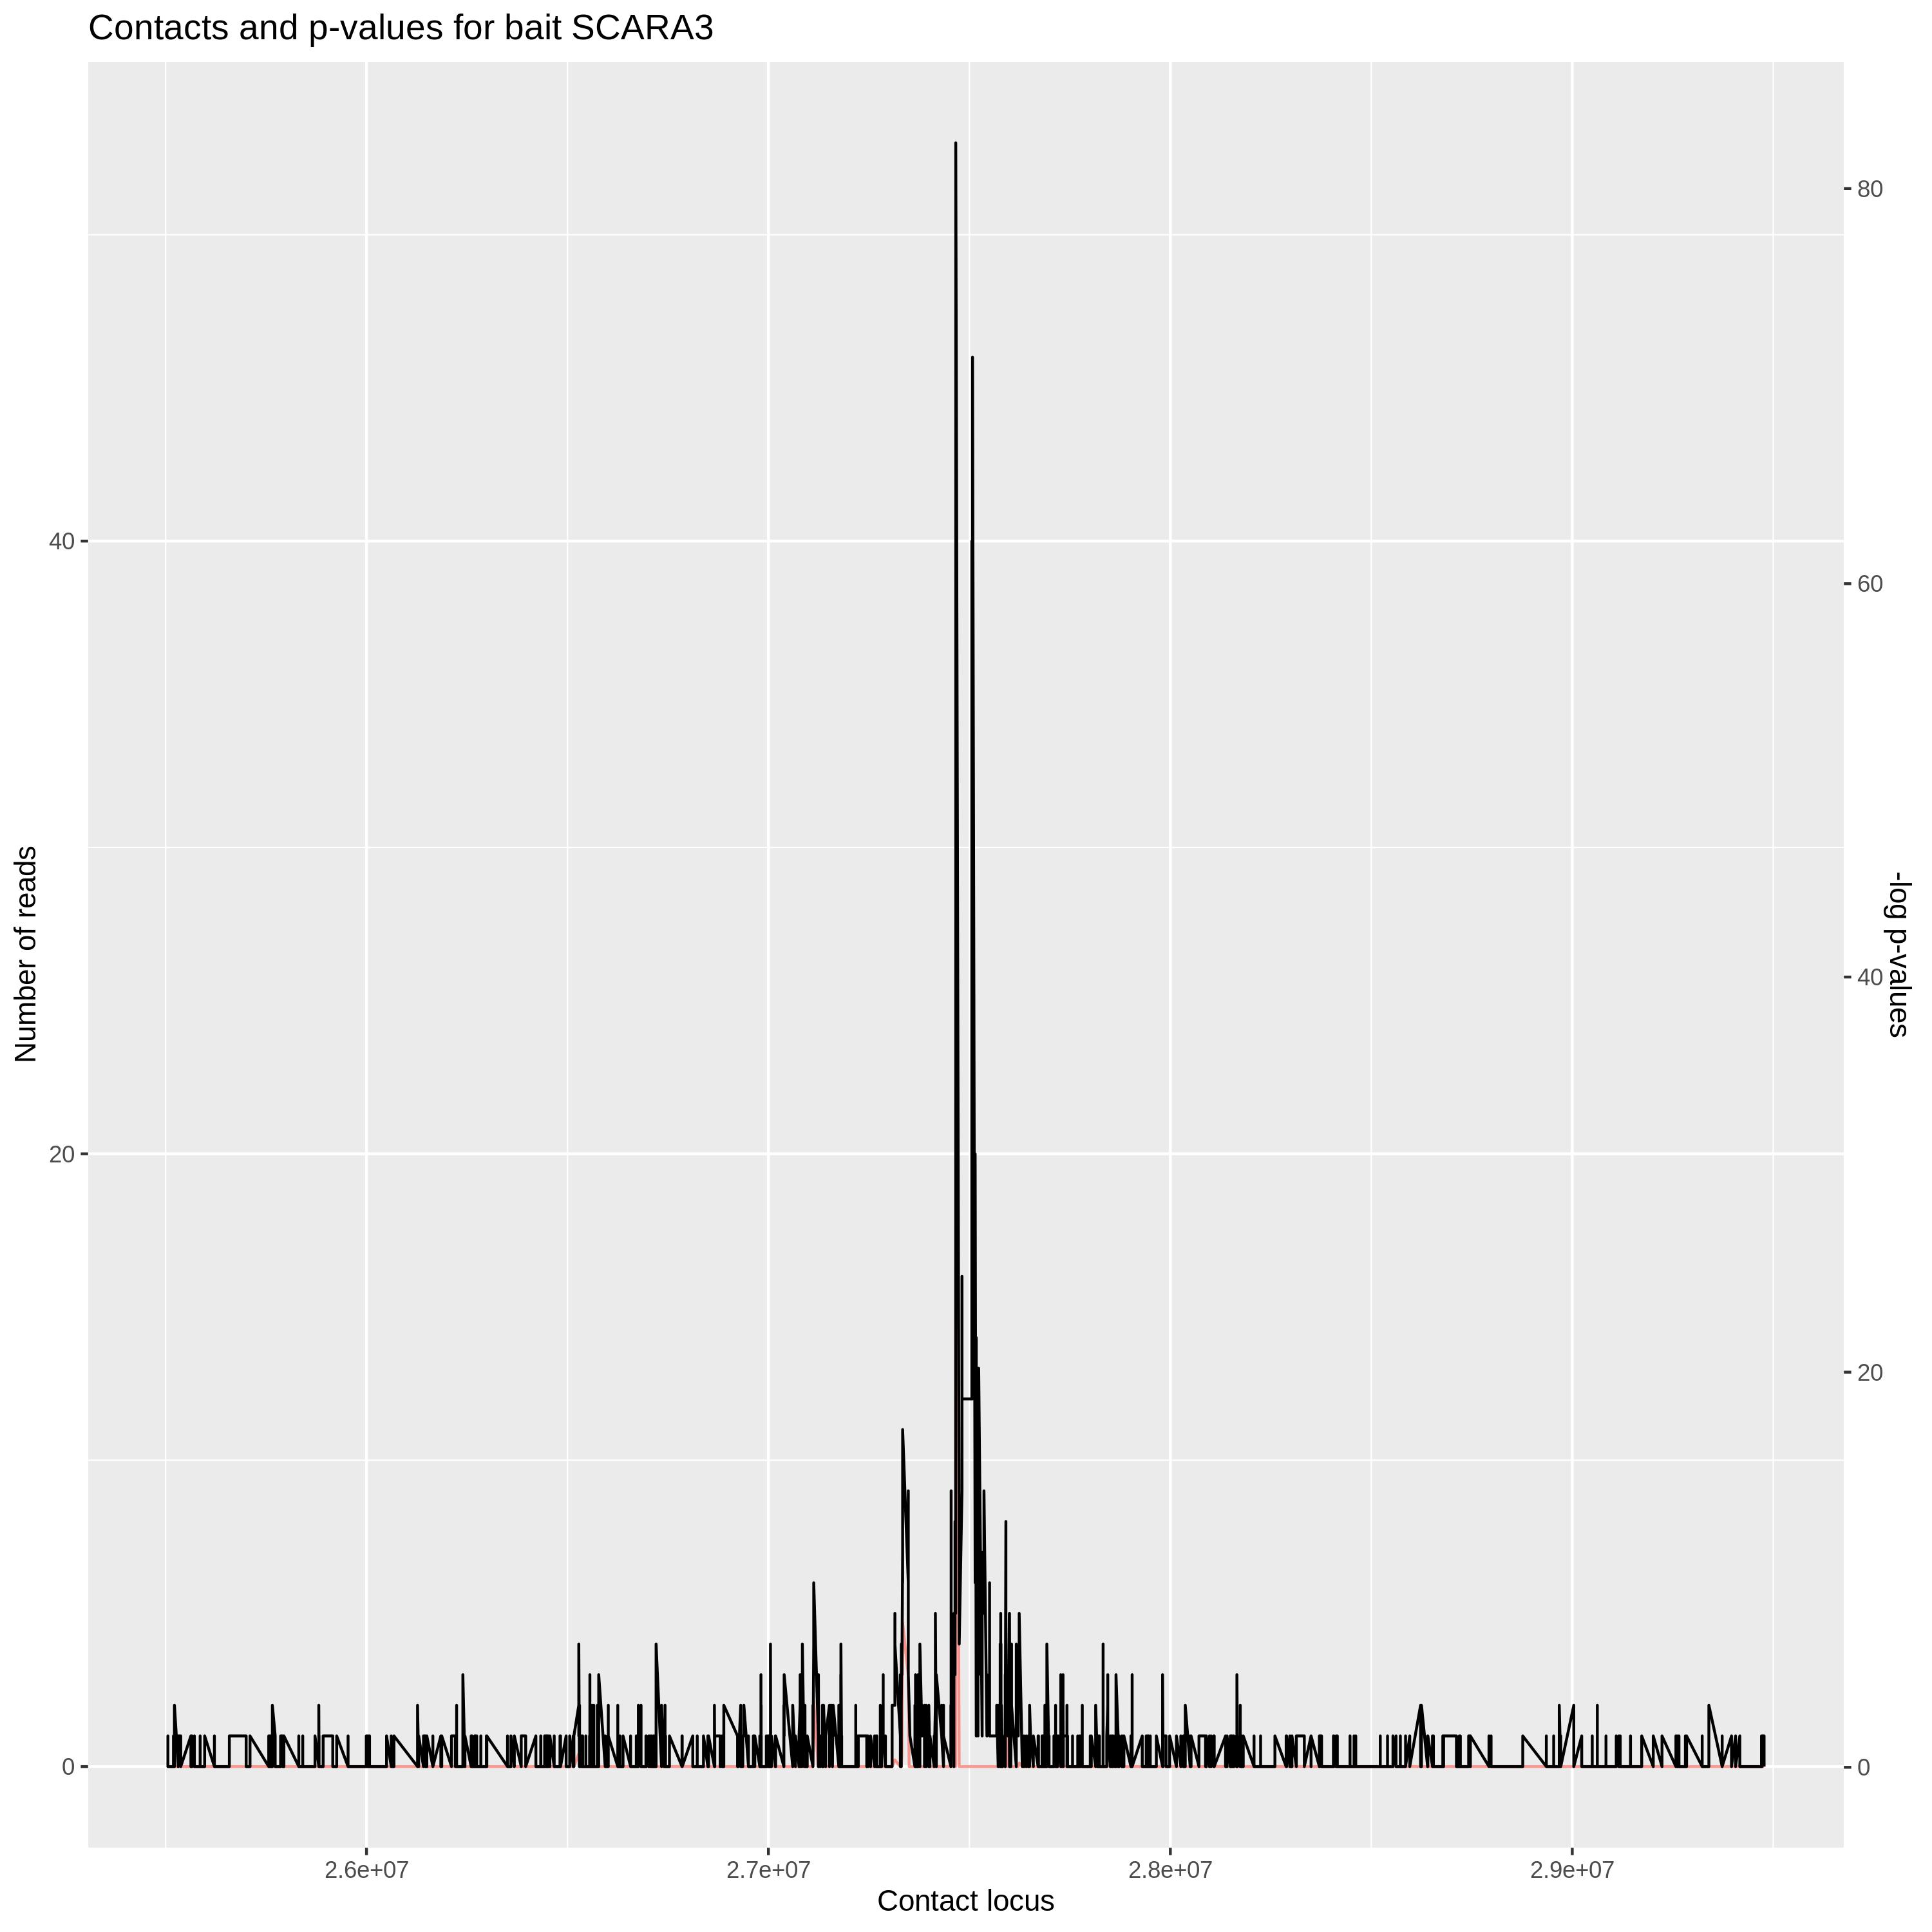 Contacts and p-values for bait SCARA3
80
40
60
Number of reads
-log p-values
40
20
20
0
0
2.6e+07
2.7e+07
2.8e+07
2.9e+07
Contact locus